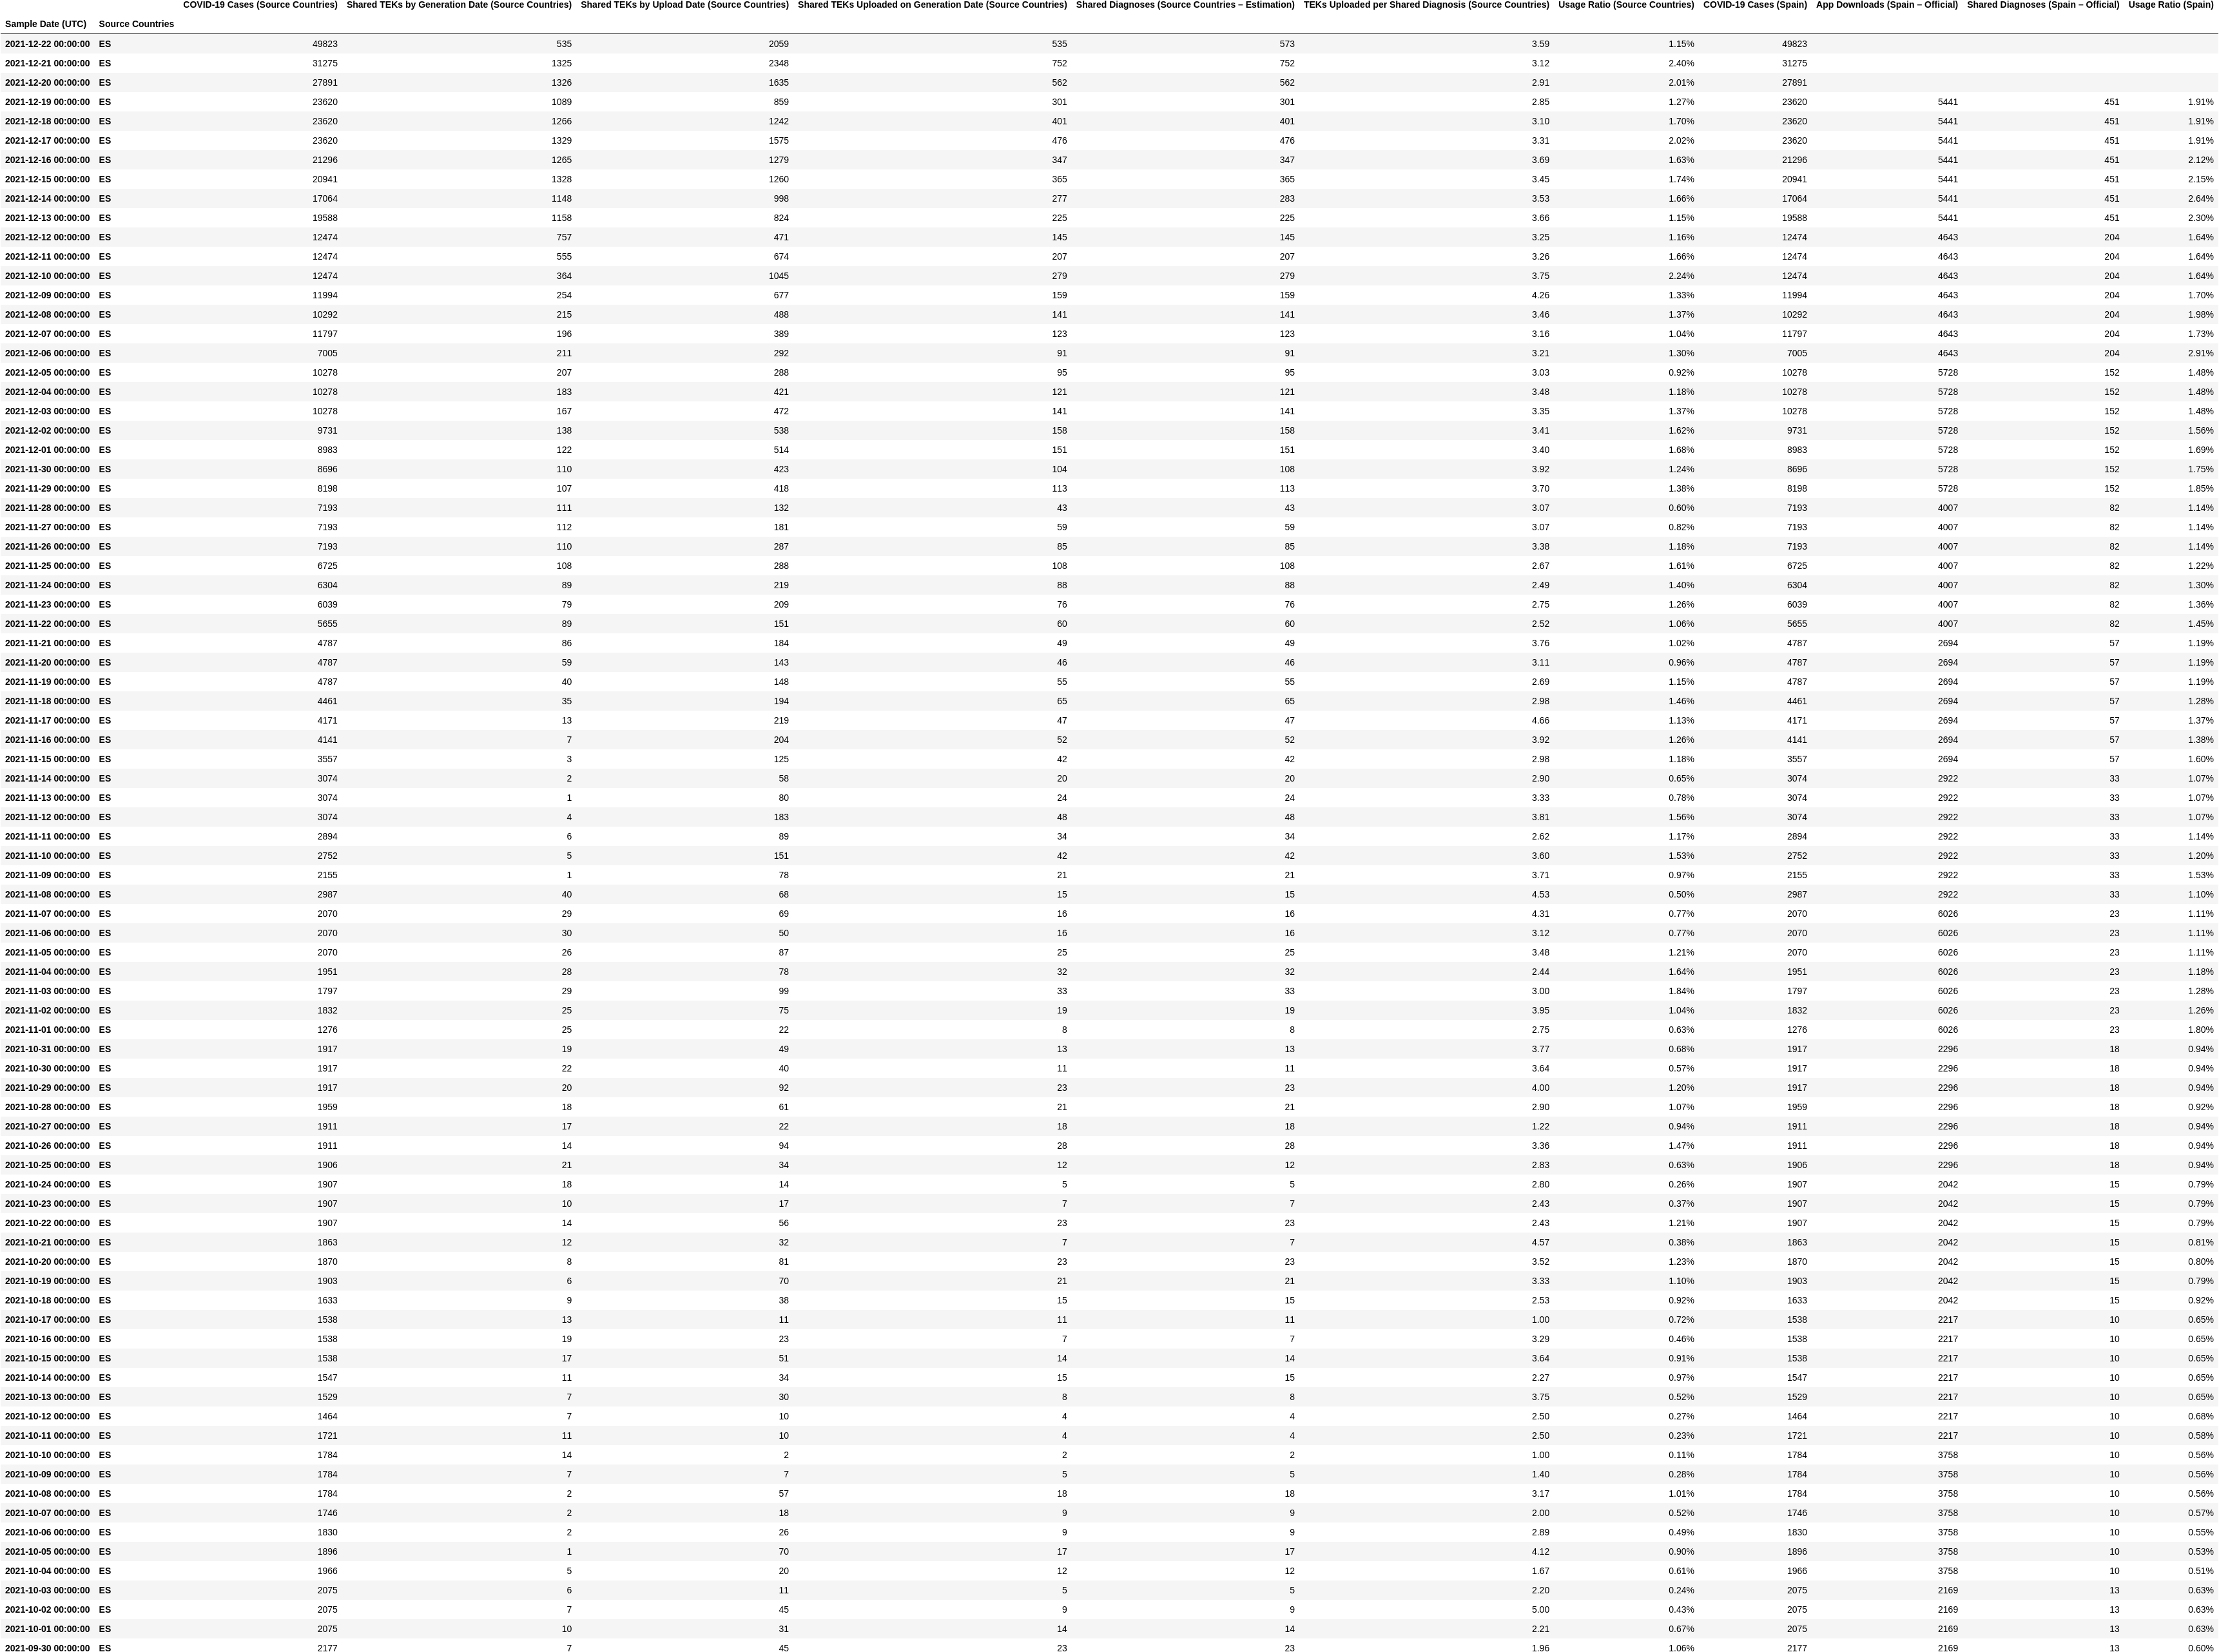 COVID-19 Cases (Source Countries) Shared TEKs by Generation Date (Source Countries) Shared TEKs by Upload Date (Source Countries) Shared TEKs Uploaded on Generation Date (Source Countries) Shared Diagnoses (Source Countries – Estimation) TEKs Uploaded per Shared Diagnosis (Source Countries) Usage Ratio (Source Countries) COVID-19 Cases (Spain) App Downloads (Spain – Official) Shared Diagnoses (Spain – Official) Usage Ratio (Spain)
Sample Date (UTC) Source Countries
2021-12-22 00:00:00 ES 49823 535 2059 535 573 3.59 1.15% 49823
2021-12-21 00:00:00 ES 31275 1325 2348 752 752 3.12 2.40% 31275
2021-12-20 00:00:00 ES 27891 1326 1635 562 562 2.91 2.01% 27891
2021-12-19 00:00:00 ES 23620 1089 859 301 301 2.85 1.27% 23620 5441 451 1.91%
2021-12-18 00:00:00 ES 23620 1266 1242 401 401 3.10 1.70% 23620 5441 451 1.91%
2021-12-17 00:00:00 ES 23620 1329 1575 476 476 3.31 2.02% 23620 5441 451 1.91%
2021-12-16 00:00:00 ES 21296 1265 1279 347 347 3.69 1.63% 21296 5441 451 2.12%
2021-12-15 00:00:00 ES 20941 1328 1260 365 365 3.45 1.74% 20941 5441 451 2.15%
2021-12-14 00:00:00 ES 17064 1148 998 277 283 3.53 1.66% 17064 5441 451 2.64%
2021-12-13 00:00:00 ES 19588 1158 824 225 225 3.66 1.15% 19588 5441 451 2.30%
2021-12-12 00:00:00 ES 12474 757 471 145 145 3.25 1.16% 12474 4643 204 1.64%
2021-12-11 00:00:00 ES 12474 555 674 207 207 3.26 1.66% 12474 4643 204 1.64%
2021-12-10 00:00:00 ES 12474 364 1045 279 279 3.75 2.24% 12474 4643 204 1.64%
2021-12-09 00:00:00 ES 11994 254 677 159 159 4.26 1.33% 11994 4643 204 1.70%
2021-12-08 00:00:00 ES 10292 215 488 141 141 3.46 1.37% 10292 4643 204 1.98%
2021-12-07 00:00:00 ES 11797 196 389 123 123 3.16 1.04% 11797 4643 204 1.73%
2021-12-06 00:00:00 ES 7005 211 292 91 91 3.21 1.30% 7005 4643 204 2.91%
2021-12-05 00:00:00 ES 10278 207 288 95 95 3.03 0.92% 10278 5728 152 1.48%
2021-12-04 00:00:00 ES 10278 183 421 121 121 3.48 1.18% 10278 5728 152 1.48%
2021-12-03 00:00:00 ES 10278 167 472 141 141 3.35 1.37% 10278 5728 152 1.48%
2021-12-02 00:00:00 ES 9731 138 538 158 158 3.41 1.62% 9731 5728 152 1.56%
2021-12-01 00:00:00 ES 8983 122 514 151 151 3.40 1.68% 8983 5728 152 1.69%
2021-11-30 00:00:00 ES 8696 110 423 104 108 3.92 1.24% 8696 5728 152 1.75%
2021-11-29 00:00:00 ES 8198 107 418 113 113 3.70 1.38% 8198 5728 152 1.85%
2021-11-28 00:00:00 ES 7193 111 132 43 43 3.07 0.60% 7193 4007 82 1.14%
2021-11-27 00:00:00 ES 7193 112 181 59 59 3.07 0.82% 7193 4007 82 1.14%
2021-11-26 00:00:00 ES 7193 110 287 85 85 3.38 1.18% 7193 4007 82 1.14%
2021-11-25 00:00:00 ES 6725 108 288 108 108 2.67 1.61% 6725 4007 82 1.22%
2021-11-24 00:00:00 ES 6304 89 219 88 88 2.49 1.40% 6304 4007 82 1.30%
2021-11-23 00:00:00 ES 6039 79 209 76 76 2.75 1.26% 6039 4007 82 1.36%
2021-11-22 00:00:00 ES 5655 89 151 60 60 2.52 1.06% 5655 4007 82 1.45%
2021-11-21 00:00:00 ES 4787 86 184 49 49 3.76 1.02% 4787 2694 57 1.19%
2021-11-20 00:00:00 ES 4787 59 143 46 46 3.11 0.96% 4787 2694 57 1.19%
2021-11-19 00:00:00 ES 4787 40 148 55 55 2.69 1.15% 4787 2694 57 1.19%
2021-11-18 00:00:00 ES 4461 35 194 65 65 2.98 1.46% 4461 2694 57 1.28%
2021-11-17 00:00:00 ES 4171 13 219 47 47 4.66 1.13% 4171 2694 57 1.37%
2021-11-16 00:00:00 ES 4141 7 204 52 52 3.92 1.26% 4141 2694 57 1.38%
2021-11-15 00:00:00 ES 3557 3 125 42 42 2.98 1.18% 3557 2694 57 1.60%
2021-11-14 00:00:00 ES 3074 2 58 20 20 2.90 0.65% 3074 2922 33 1.07%
2021-11-13 00:00:00 ES 3074 1 80 24 24 3.33 0.78% 3074 2922 33 1.07%
2021-11-12 00:00:00 ES 3074 4 183 48 48 3.81 1.56% 3074 2922 33 1.07%
2021-11-11 00:00:00 ES 2894 6 89 34 34 2.62 1.17% 2894 2922 33 1.14%
2021-11-10 00:00:00 ES 2752 5 151 42 42 3.60 1.53% 2752 2922 33 1.20%
2021-11-09 00:00:00 ES 2155 1 78 21 21 3.71 0.97% 2155 2922 33 1.53%
2021-11-08 00:00:00 ES 2987 40 68 15 15 4.53 0.50% 2987 2922 33 1.10%
2021-11-07 00:00:00 ES 2070 29 69 16 16 4.31 0.77% 2070 6026 23 1.11%
2021-11-06 00:00:00 ES 2070 30 50 16 16 3.12 0.77% 2070 6026 23 1.11%
2021-11-05 00:00:00 ES 2070 26 87 25 25 3.48 1.21% 2070 6026 23 1.11%
2021-11-04 00:00:00 ES 1951 28 78 32 32 2.44 1.64% 1951 6026 23 1.18%
2021-11-03 00:00:00 ES 1797 29 99 33 33 3.00 1.84% 1797 6026 23 1.28%
2021-11-02 00:00:00 ES 1832 25 75 19 19 3.95 1.04% 1832 6026 23 1.26%
2021-11-01 00:00:00 ES 1276 25 22 8 8 2.75 0.63% 1276 6026 23 1.80%
2021-10-31 00:00:00 ES 1917 19 49 13 13 3.77 0.68% 1917 2296 18 0.94%
2021-10-30 00:00:00 ES 1917 22 40 11 11 3.64 0.57% 1917 2296 18 0.94%
2021-10-29 00:00:00 ES 1917 20 92 23 23 4.00 1.20% 1917 2296 18 0.94%
2021-10-28 00:00:00 ES 1959 18 61 21 21 2.90 1.07% 1959 2296 18 0.92%
2021-10-27 00:00:00 ES 1911 17 22 18 18 1.22 0.94% 1911 2296 18 0.94%
2021-10-26 00:00:00 ES 1911 14 94 28 28 3.36 1.47% 1911 2296 18 0.94%
2021-10-25 00:00:00 ES 1906 21 34 12 12 2.83 0.63% 1906 2296 18 0.94%
2021-10-24 00:00:00 ES 1907 18 14 5 5 2.80 0.26% 1907 2042 15 0.79%
2021-10-23 00:00:00 ES 1907 10 17 7 7 2.43 0.37% 1907 2042 15 0.79%
2021-10-22 00:00:00 ES 1907 14 56 23 23 2.43 1.21% 1907 2042 15 0.79%
2021-10-21 00:00:00 ES 1863 12 32 7 7 4.57 0.38% 1863 2042 15 0.81%
2021-10-20 00:00:00 ES 1870 8 81 23 23 3.52 1.23% 1870 2042 15 0.80%
2021-10-19 00:00:00 ES 1903 6 70 21 21 3.33 1.10% 1903 2042 15 0.79%
2021-10-18 00:00:00 ES 1633 9 38 15 15 2.53 0.92% 1633 2042 15 0.92%
2021-10-17 00:00:00 ES 1538 13 11 11 11 1.00 0.72% 1538 2217 10 0.65%
2021-10-16 00:00:00 ES 1538 19 23 7 7 3.29 0.46% 1538 2217 10 0.65%
2021-10-15 00:00:00 ES 1538 17 51 14 14 3.64 0.91% 1538 2217 10 0.65%
2021-10-14 00:00:00 ES 1547 11 34 15 15 2.27 0.97% 1547 2217 10 0.65%
2021-10-13 00:00:00 ES 1529 7 30 8 8 3.75 0.52% 1529 2217 10 0.65%
2021-10-12 00:00:00 ES 1464 7 10 4 4 2.50 0.27% 1464 2217 10 0.68%
2021-10-11 00:00:00 ES 1721 11 10 4 4 2.50 0.23% 1721 2217 10 0.58%
2021-10-10 00:00:00 ES 1784 14 2 2 2 1.00 0.11% 1784 3758 10 0.56%
2021-10-09 00:00:00 ES 1784 7 7 5 5 1.40 0.28% 1784 3758 10 0.56%
2021-10-08 00:00:00 ES 1784 2 57 18 18 3.17 1.01% 1784 3758 10 0.56%
2021-10-07 00:00:00 ES 1746 2 18 9 9 2.00 0.52% 1746 3758 10 0.57%
2021-10-06 00:00:00 ES 1830 2 26 9 9 2.89 0.49% 1830 3758 10 0.55%
2021-10-05 00:00:00 ES 1896 1 70 17 17 4.12 0.90% 1896 3758 10 0.53%
2021-10-04 00:00:00 ES 1966 5 20 12 12 1.67 0.61% 1966 3758 10 0.51%
2021-10-03 00:00:00 ES 2075 6 11 5 5 2.20 0.24% 2075 2169 13 0.63%
2021-10-02 00:00:00 ES 2075 7 45 9 9 5.00 0.43% 2075 2169 13 0.63%
2021-10-01 00:00:00 ES 2075 10 31 14 14 2.21 0.67% 2075 2169 13 0.63%
2021-09-30 00:00:00 ES 2177 7 45 23 23 1.96 1.06% 2177 2169 13 0.60%